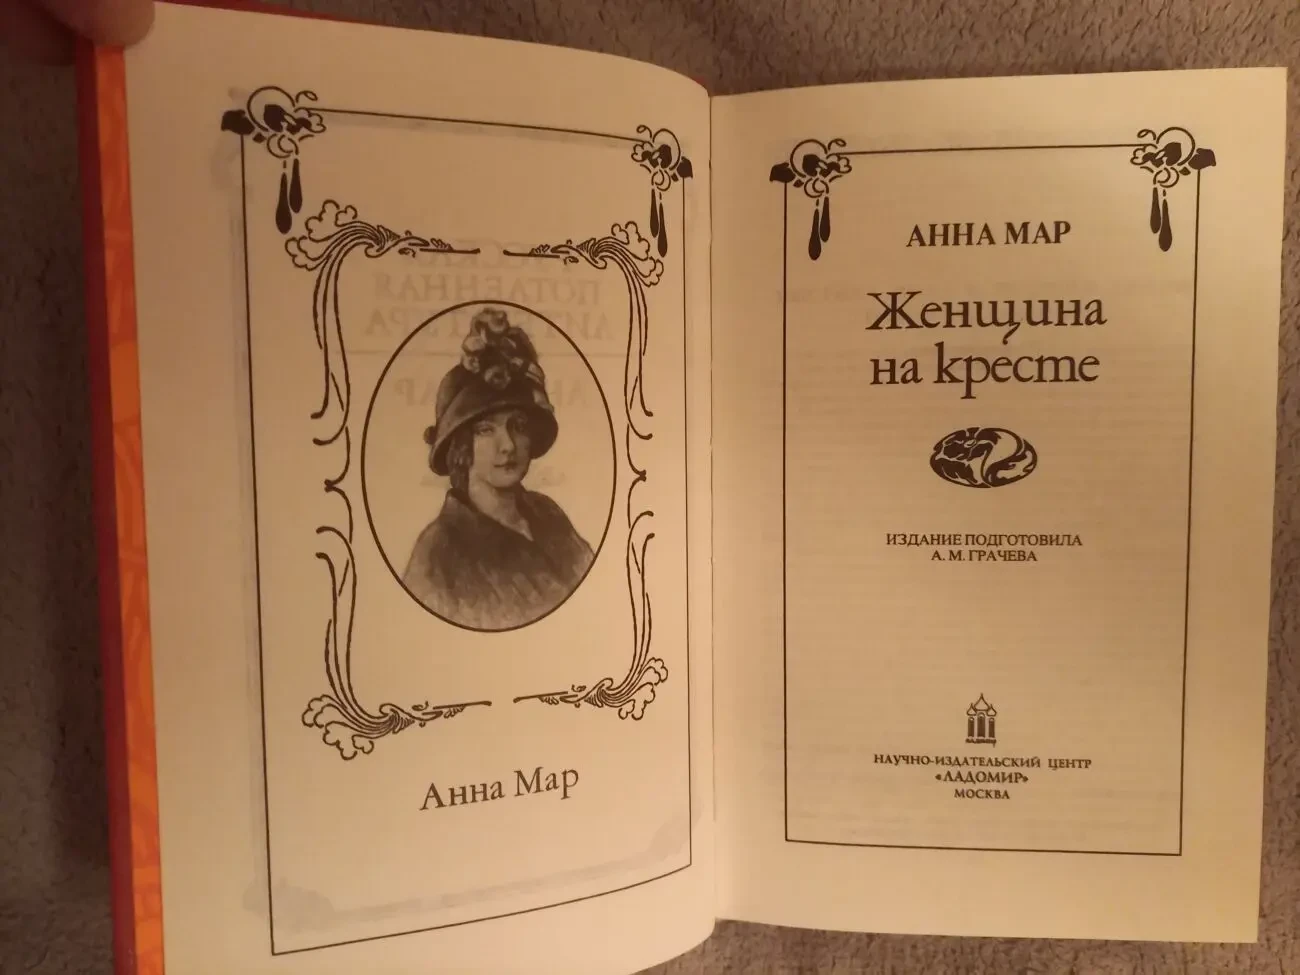 Анна Мар
АННА МАР
Женщина
на кресте
ИЗДАНИЕ ПОДГОТОВИЛА
А. М. ГРАЧЕВА
НАУЧНО-ИЗДАТЕЛЬСКИЙ ЦЕНТР
«ЛАДОМИР»
МОСКВА